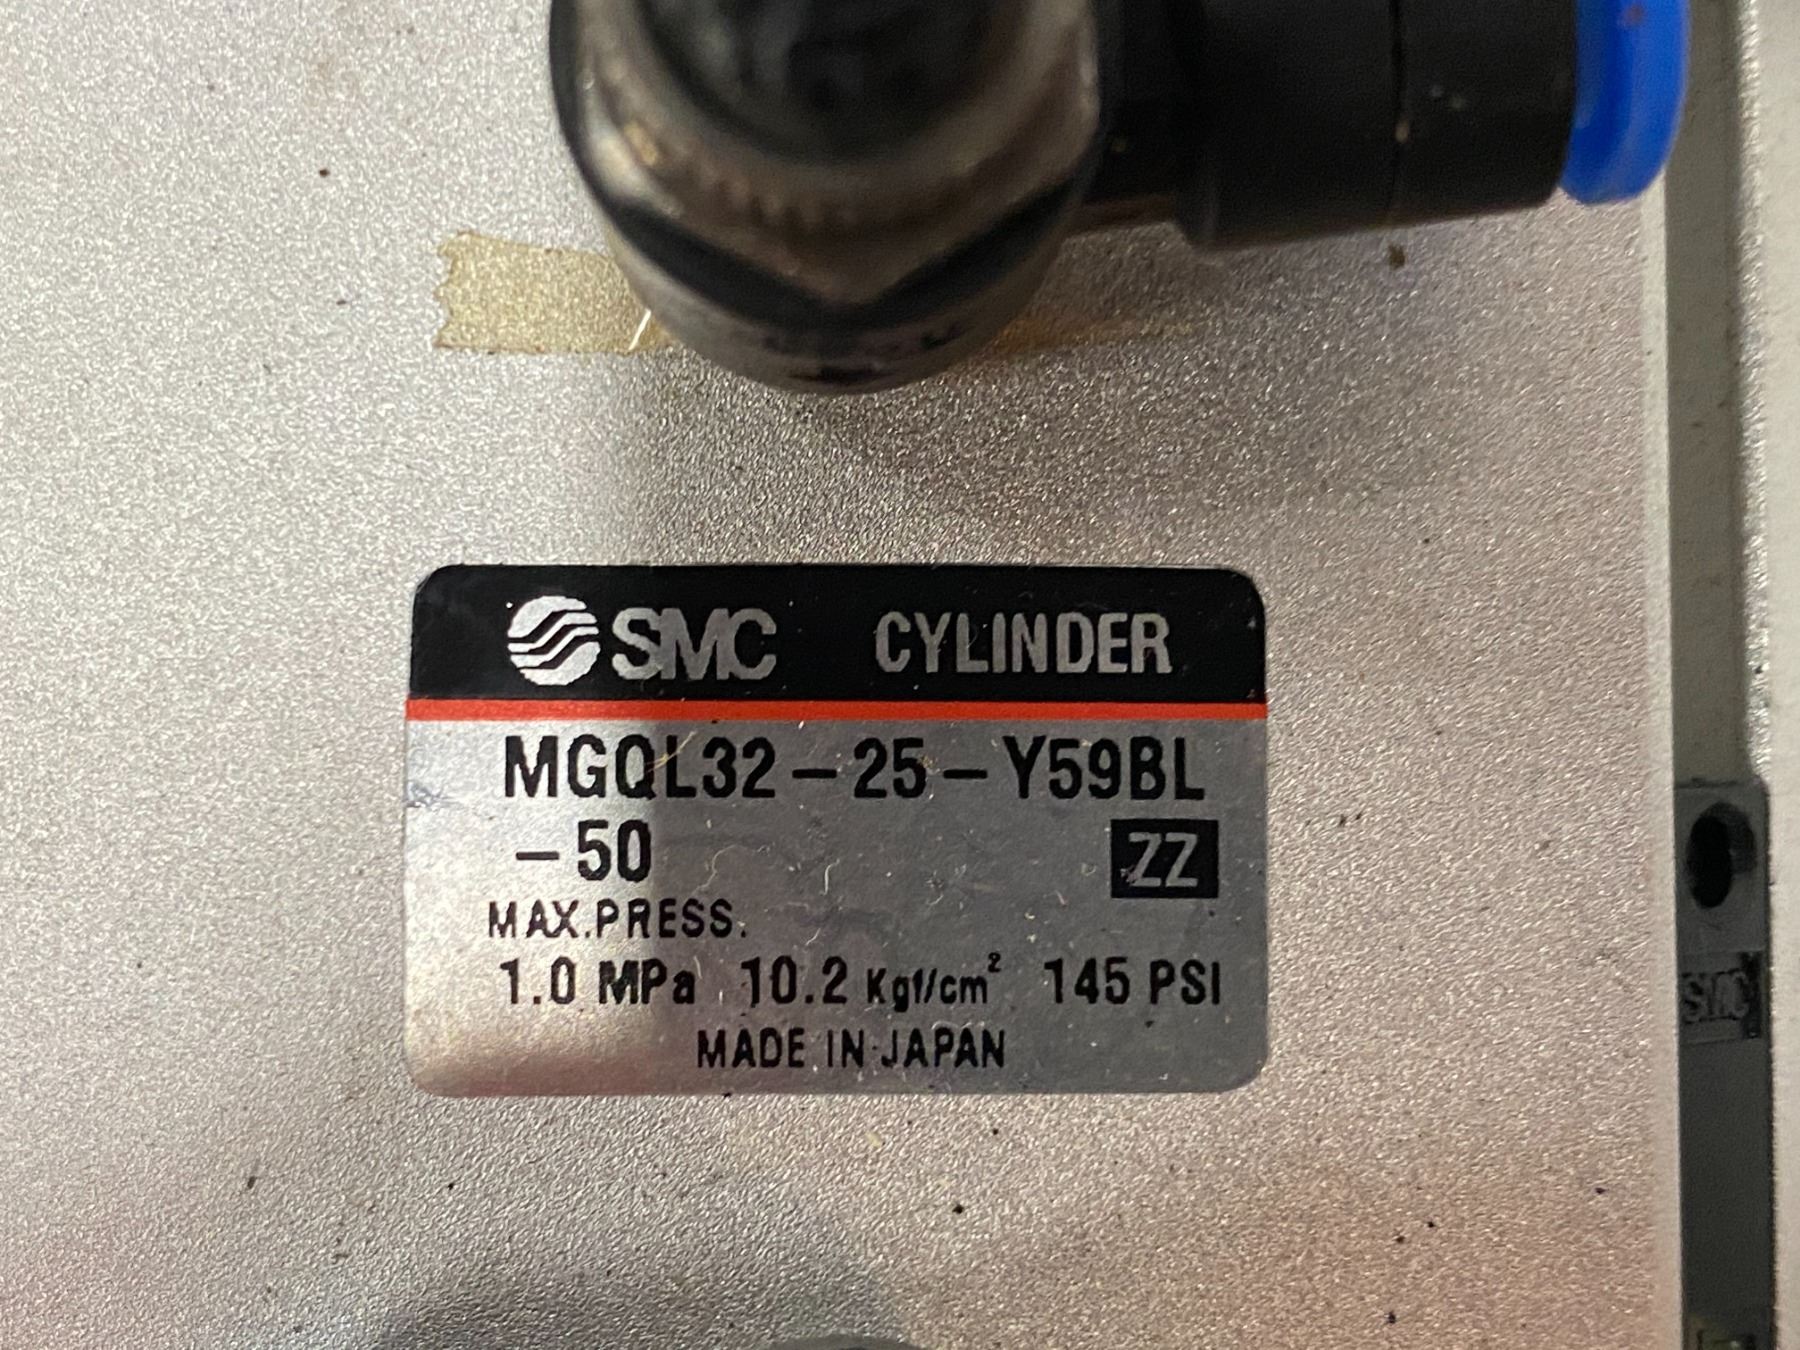 SMC CYLINDER
MGQL32-25-Y59BL
-50 ZZ
MAX.PRESS.
1.0 MPa 10.2 Kgf/cm² 145 PSI
MADE IN JAPAN
SMC